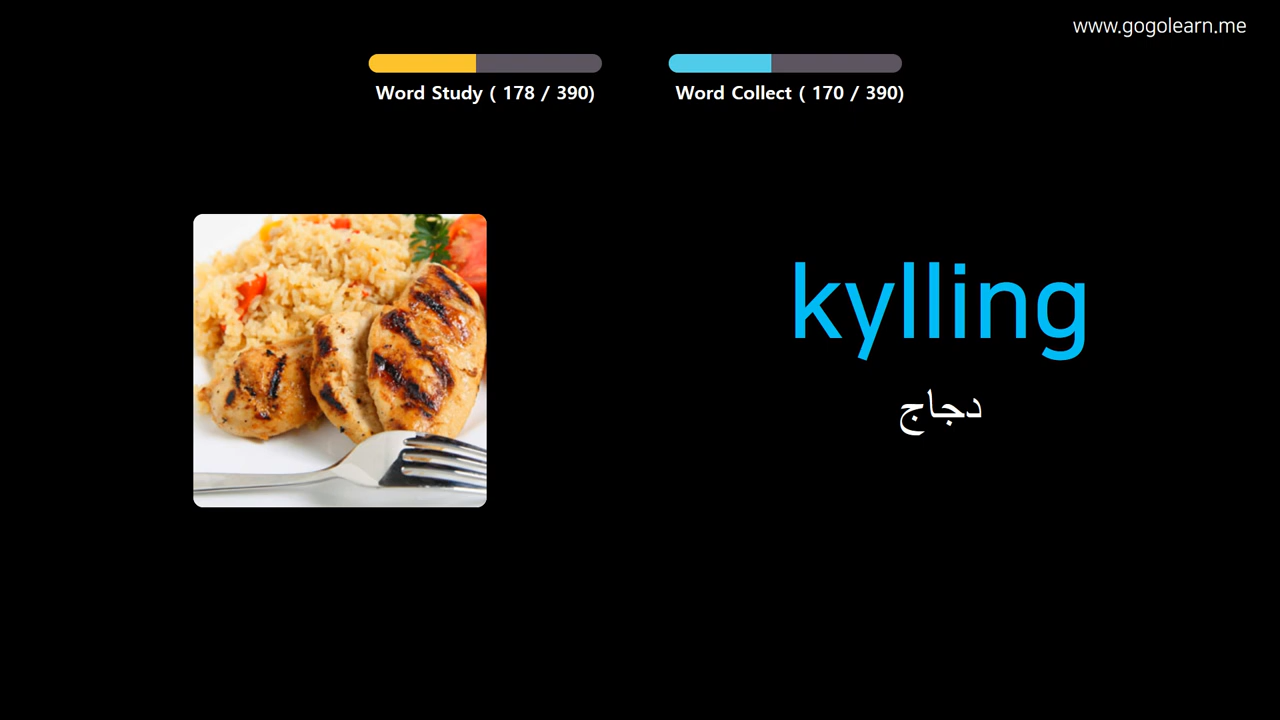 www.gogolearn.me
Word Study ( 178 / 390)
Word Collect ( 170 / 390)
kylling
دجاج